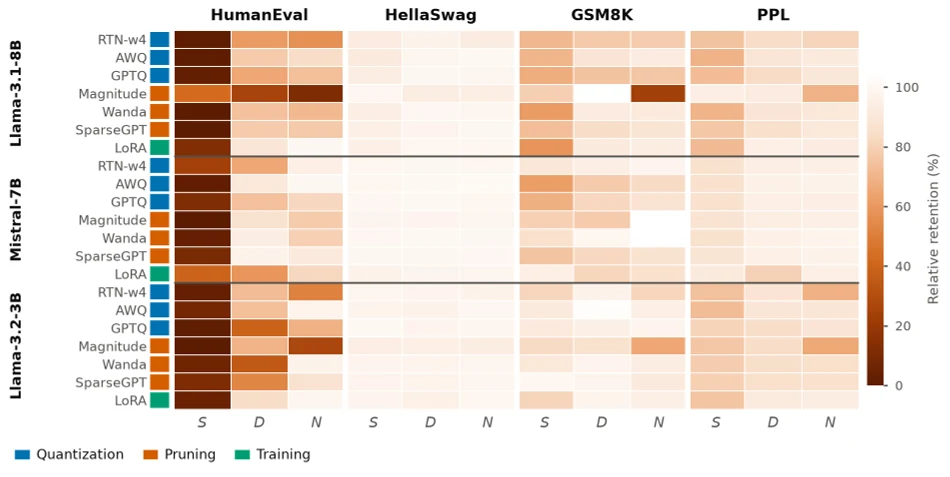 HumanEval HellaSwag GSM8K PPL
Llama-3.1-8B
RTN-w4
AWQ
GPTQ
Magnitude
Wanda
SparseGPT
LoRA
Mistral-7B
RTN-w4
AWQ
GPTQ
Magnitude
Wanda
SparseGPT
LoRA
Llama-3.2-3B
RTN-w4
AWQ
GPTQ
Magnitude
Wanda
SparseGPT
LoRA
S D N S D N S D N S D N
100
80
60
40
20
0
Relative retention (%)
Quantization Pruning Training